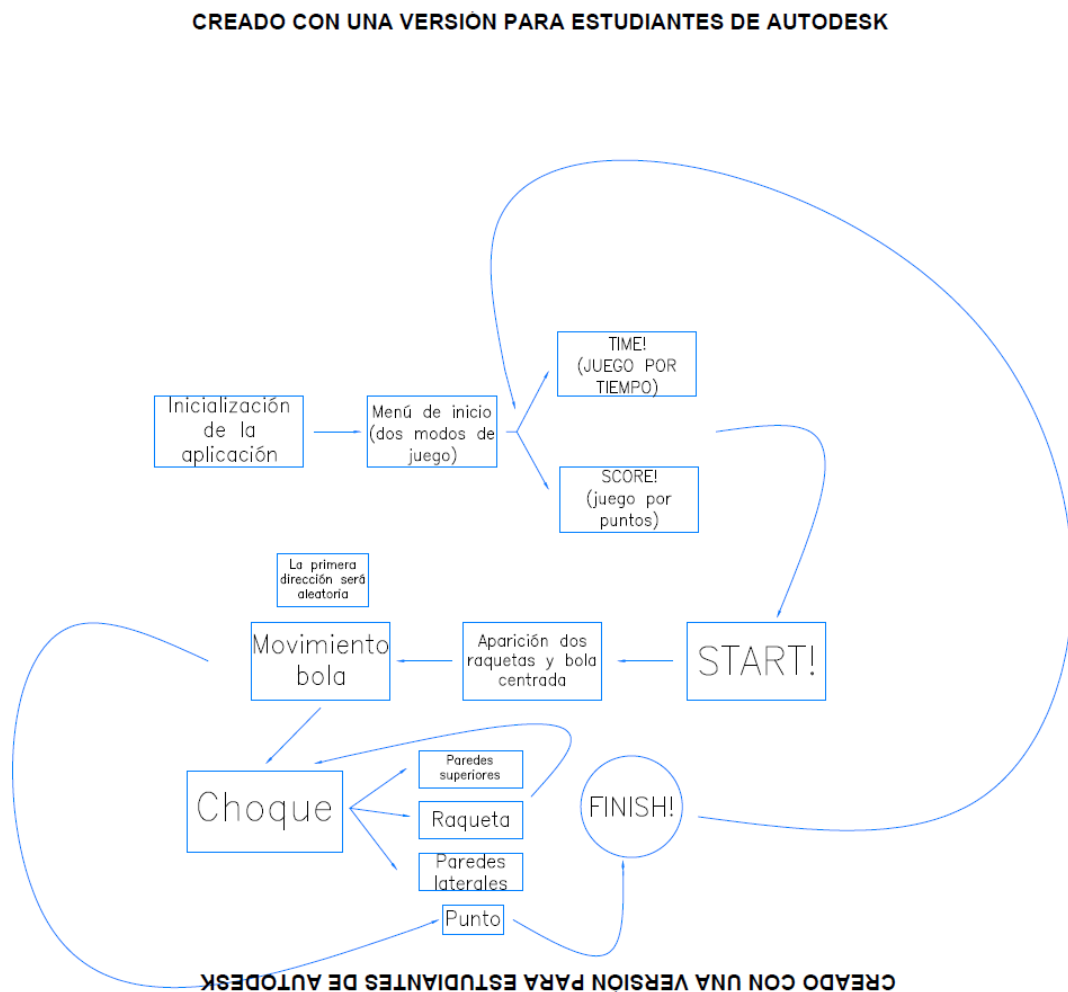 CREADO CON UNA VERSIÓN PARA ESTUDIANTES DE AUTODESK
TIME!
(JUEGO POR
TIEMPO)
Inicialización
de la
aplicación
Menú de inicio
(dos modos de
juego)
SCORE!
(juego por
puntos)
La primera
dirección será
aleatoria
Movimiento
bola
Aparición dos
raquetas y bola
centrada
START!
Choque
Paredes
superiores
Raqueta
Paredes
laterales
Punto
FINISH!
CREADO CON UNA VERSIÓN PARA ESTUDIANTES DE AUTODESK